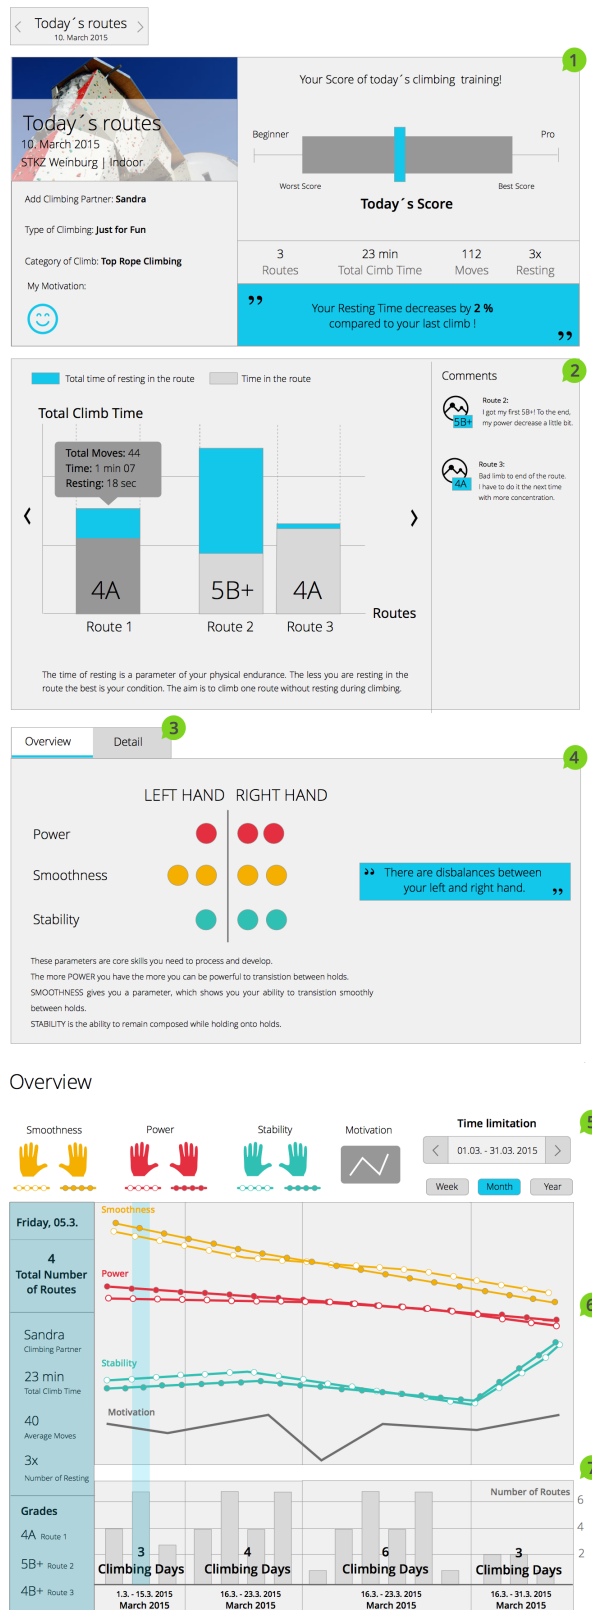 Today´s routes
10. March 2015
1
Today´s routes
10. March 2015
STKZ Weinburg | Indoor
Add Climbing Partner: Sandra
Type of Climbing: Just for Fun
Category of Climb: Top Rope Climbing
My Motivation:
Your Score of today´s climbing training!
Beginner
Pro
Worst Score
Best Score
Today´s Score
3
Routes
23 min
Total Cimb Time
112
Moves
3x
Resting
”
Your Resting Time decreases by 2 %
compared to your last climb !
”
2
Total time of resting in the route
Time in the route
Total Climb Time
Total Moves: 44
Time: 1 min 07
Resting: 18 sec
4A
5B+
4A
Routes
Route 1
Route 2
Route 3
The time of resting is a parameter of your physical endurance. The less you are resting in the
route the best is your condition. The aim is to climb one route without resting during climbing.
Comments
Route 2:
I got my first 5B+! To the end,
my power decrease a little bit.
5B+
Route 3:
Bad limb to end of the route.
I have to do it the next time
with more concentration.
4A
3
Overview
Detail
4
LEFT HAND
RIGHT HAND
Power
Smoothness
Stability
” There are disbalances between
your left and right hand. ”
These parameters are core skills you need to process and develop.
The more POWER you have the more you can be powerful to transistion between holds.
SMOOTHNESS gives you a parameter, which shows you your ability to transistion smoothly
between holds.
STABILITY is the ability to remain composed while holding onto holds.
Overview
Smoothness
Power
Stability
Motivation
Time limitation
5
01.03. - 31.03. 2015
Week
Month
Year
Friday, 05.3.
4
Total Number
of Routes
Sandra
Climbing Partner
23 min
Total Climb Time
40
Average Moves
3x
Number of Resting
Grades
4A Route 1
5B+ Route 2
4B+ Route 3
Smoothness
Power
Stability
Motivation
6
7
Number of Routes
6
4
2
3
Climbing Days
4
Climbing Days
6
Climbing Days
3
Climbing Days
1.3. - 15.3. 2015
March 2015
16.3. - 23.3. 2015
March 2015
16.3. - 23.3. 2015
March 2015
16.3. - 31.3. 2015
March 2015